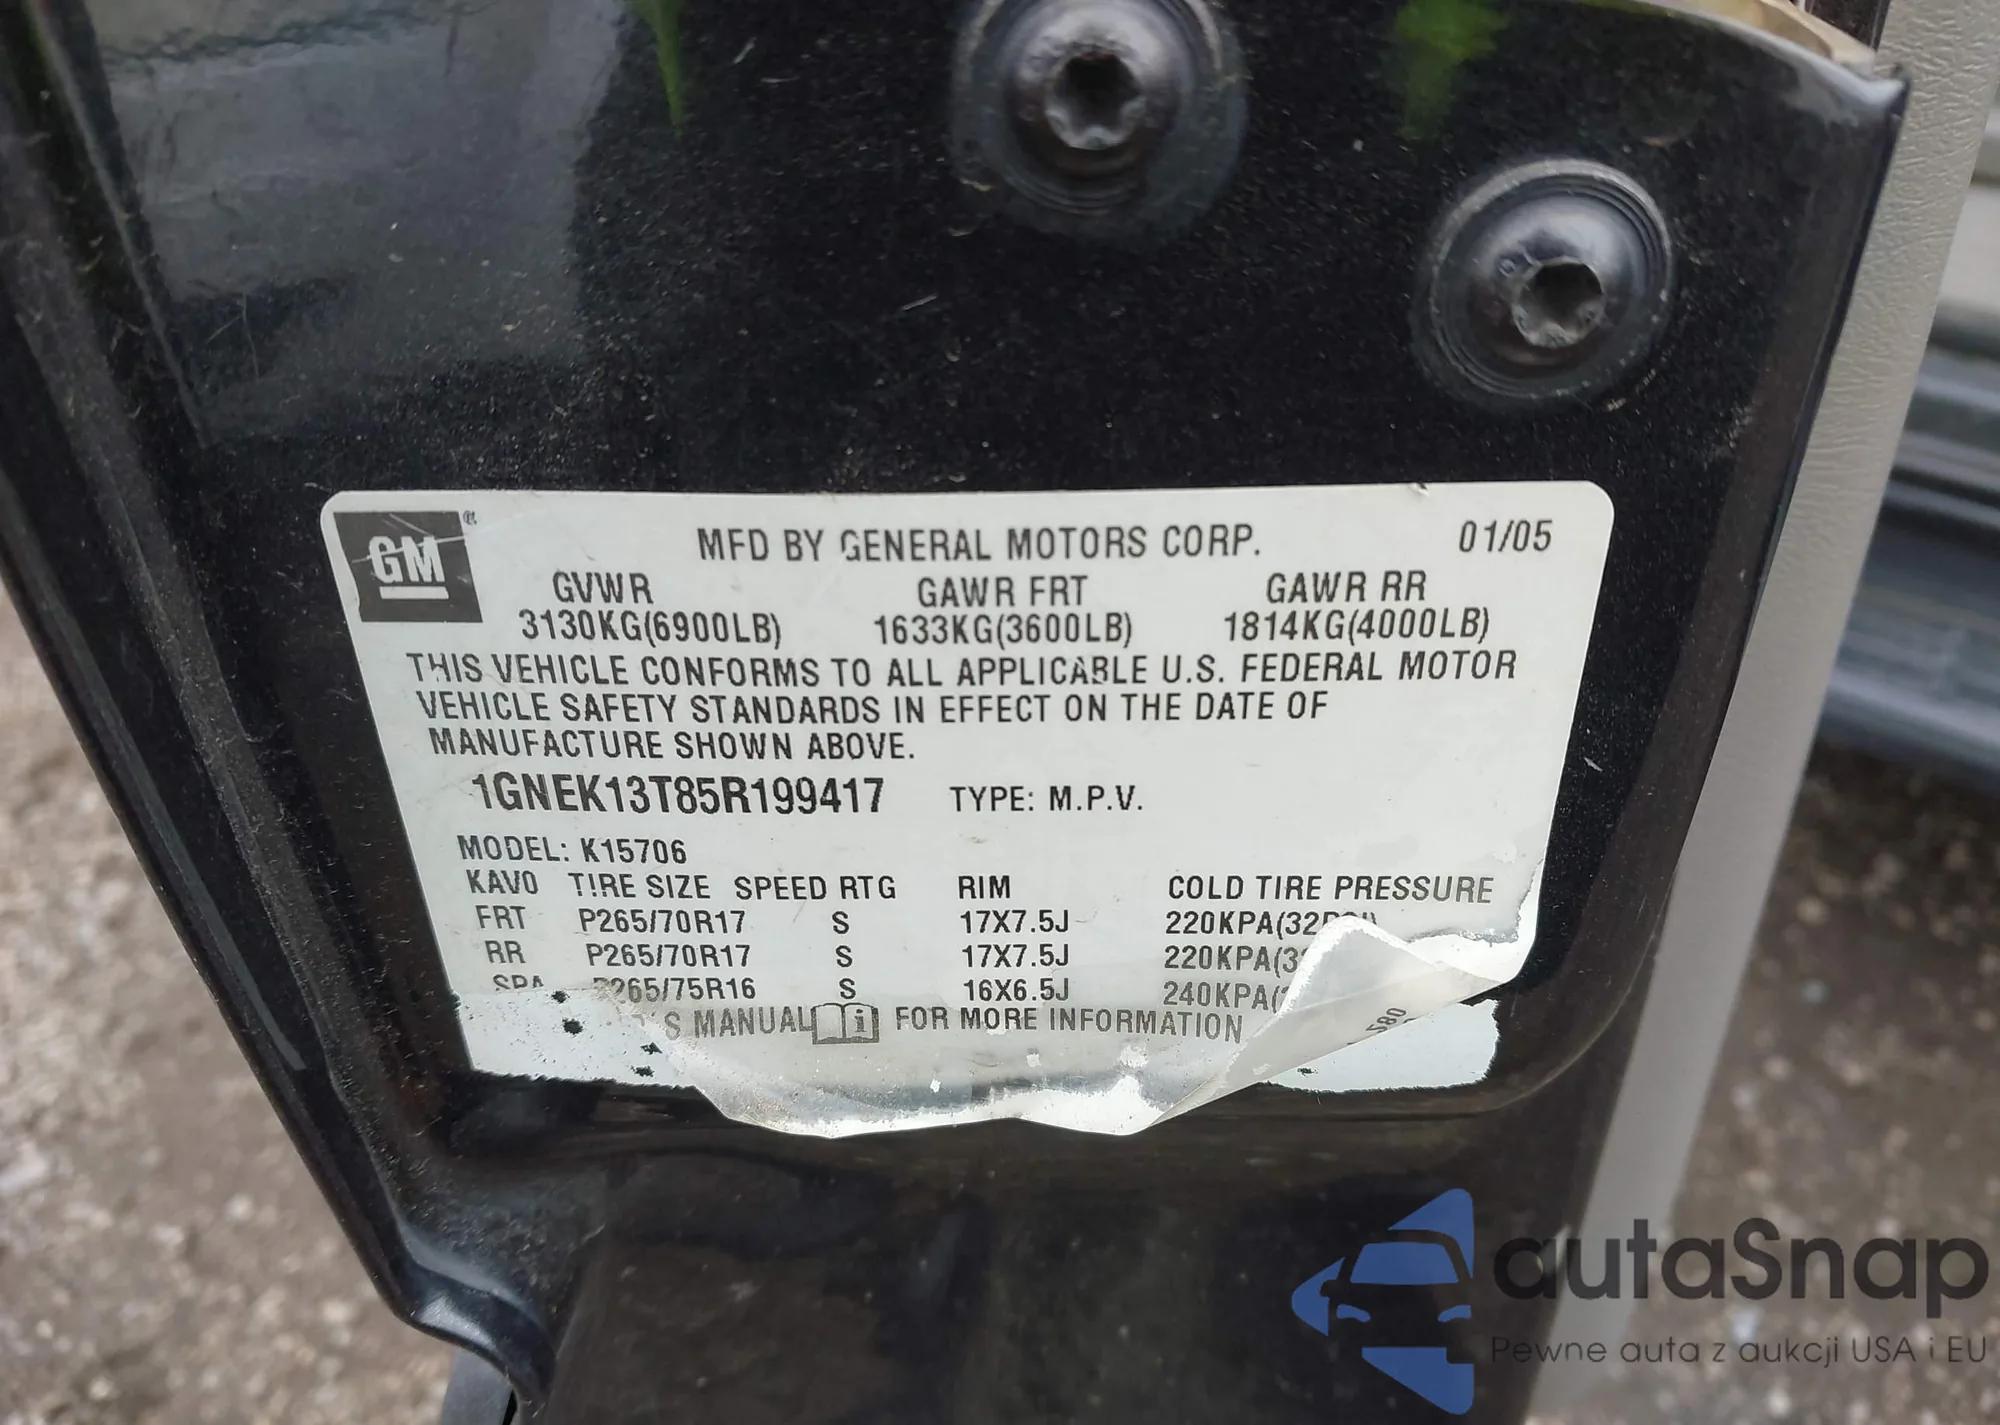 GM ®
MFD BY GENERAL MOTORS CORP. 01/05
GVWR GAWR FRT GAWR RR
3130KG(6900LB) 1633KG(3600LB) 1814KG(4000LB)
THIS VEHICLE CONFORMS TO ALL APPLICABLE U.S. FEDERAL MOTOR
VEHICLE SAFETY STANDARDS IN EFFECT ON THE DATE OF
MANUFACTURE SHOWN ABOVE.
1GNEK13T85R199417 TYPE: M.P.V.
MODEL: K15706
KAVO TIRE SIZE SPEED RTG RIM COLD TIRE PRESSURE
FRT P265/70R17 S 17X7.5J 220KPA(32PSI)
RR P265/70R17 S 17X7.5J 220KPA(
SPA P265/75R16 S 16X6.5J 240KPA(
S MANUAL i FOR MORE INFORMATION
580
autaSnap
Pewne auta z aukcji USA i EU